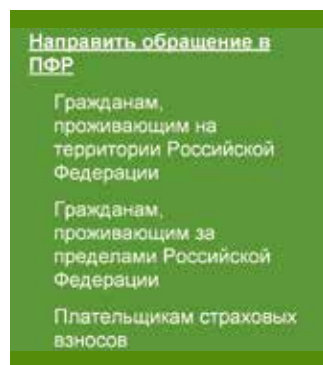 Направить обращение в
ПФР
Гражданам,
проживающим на
территории Российской
Федерации
Гражданам,
проживающим за
пределами Российской
Федерации
Плательщикам страховых
взносов